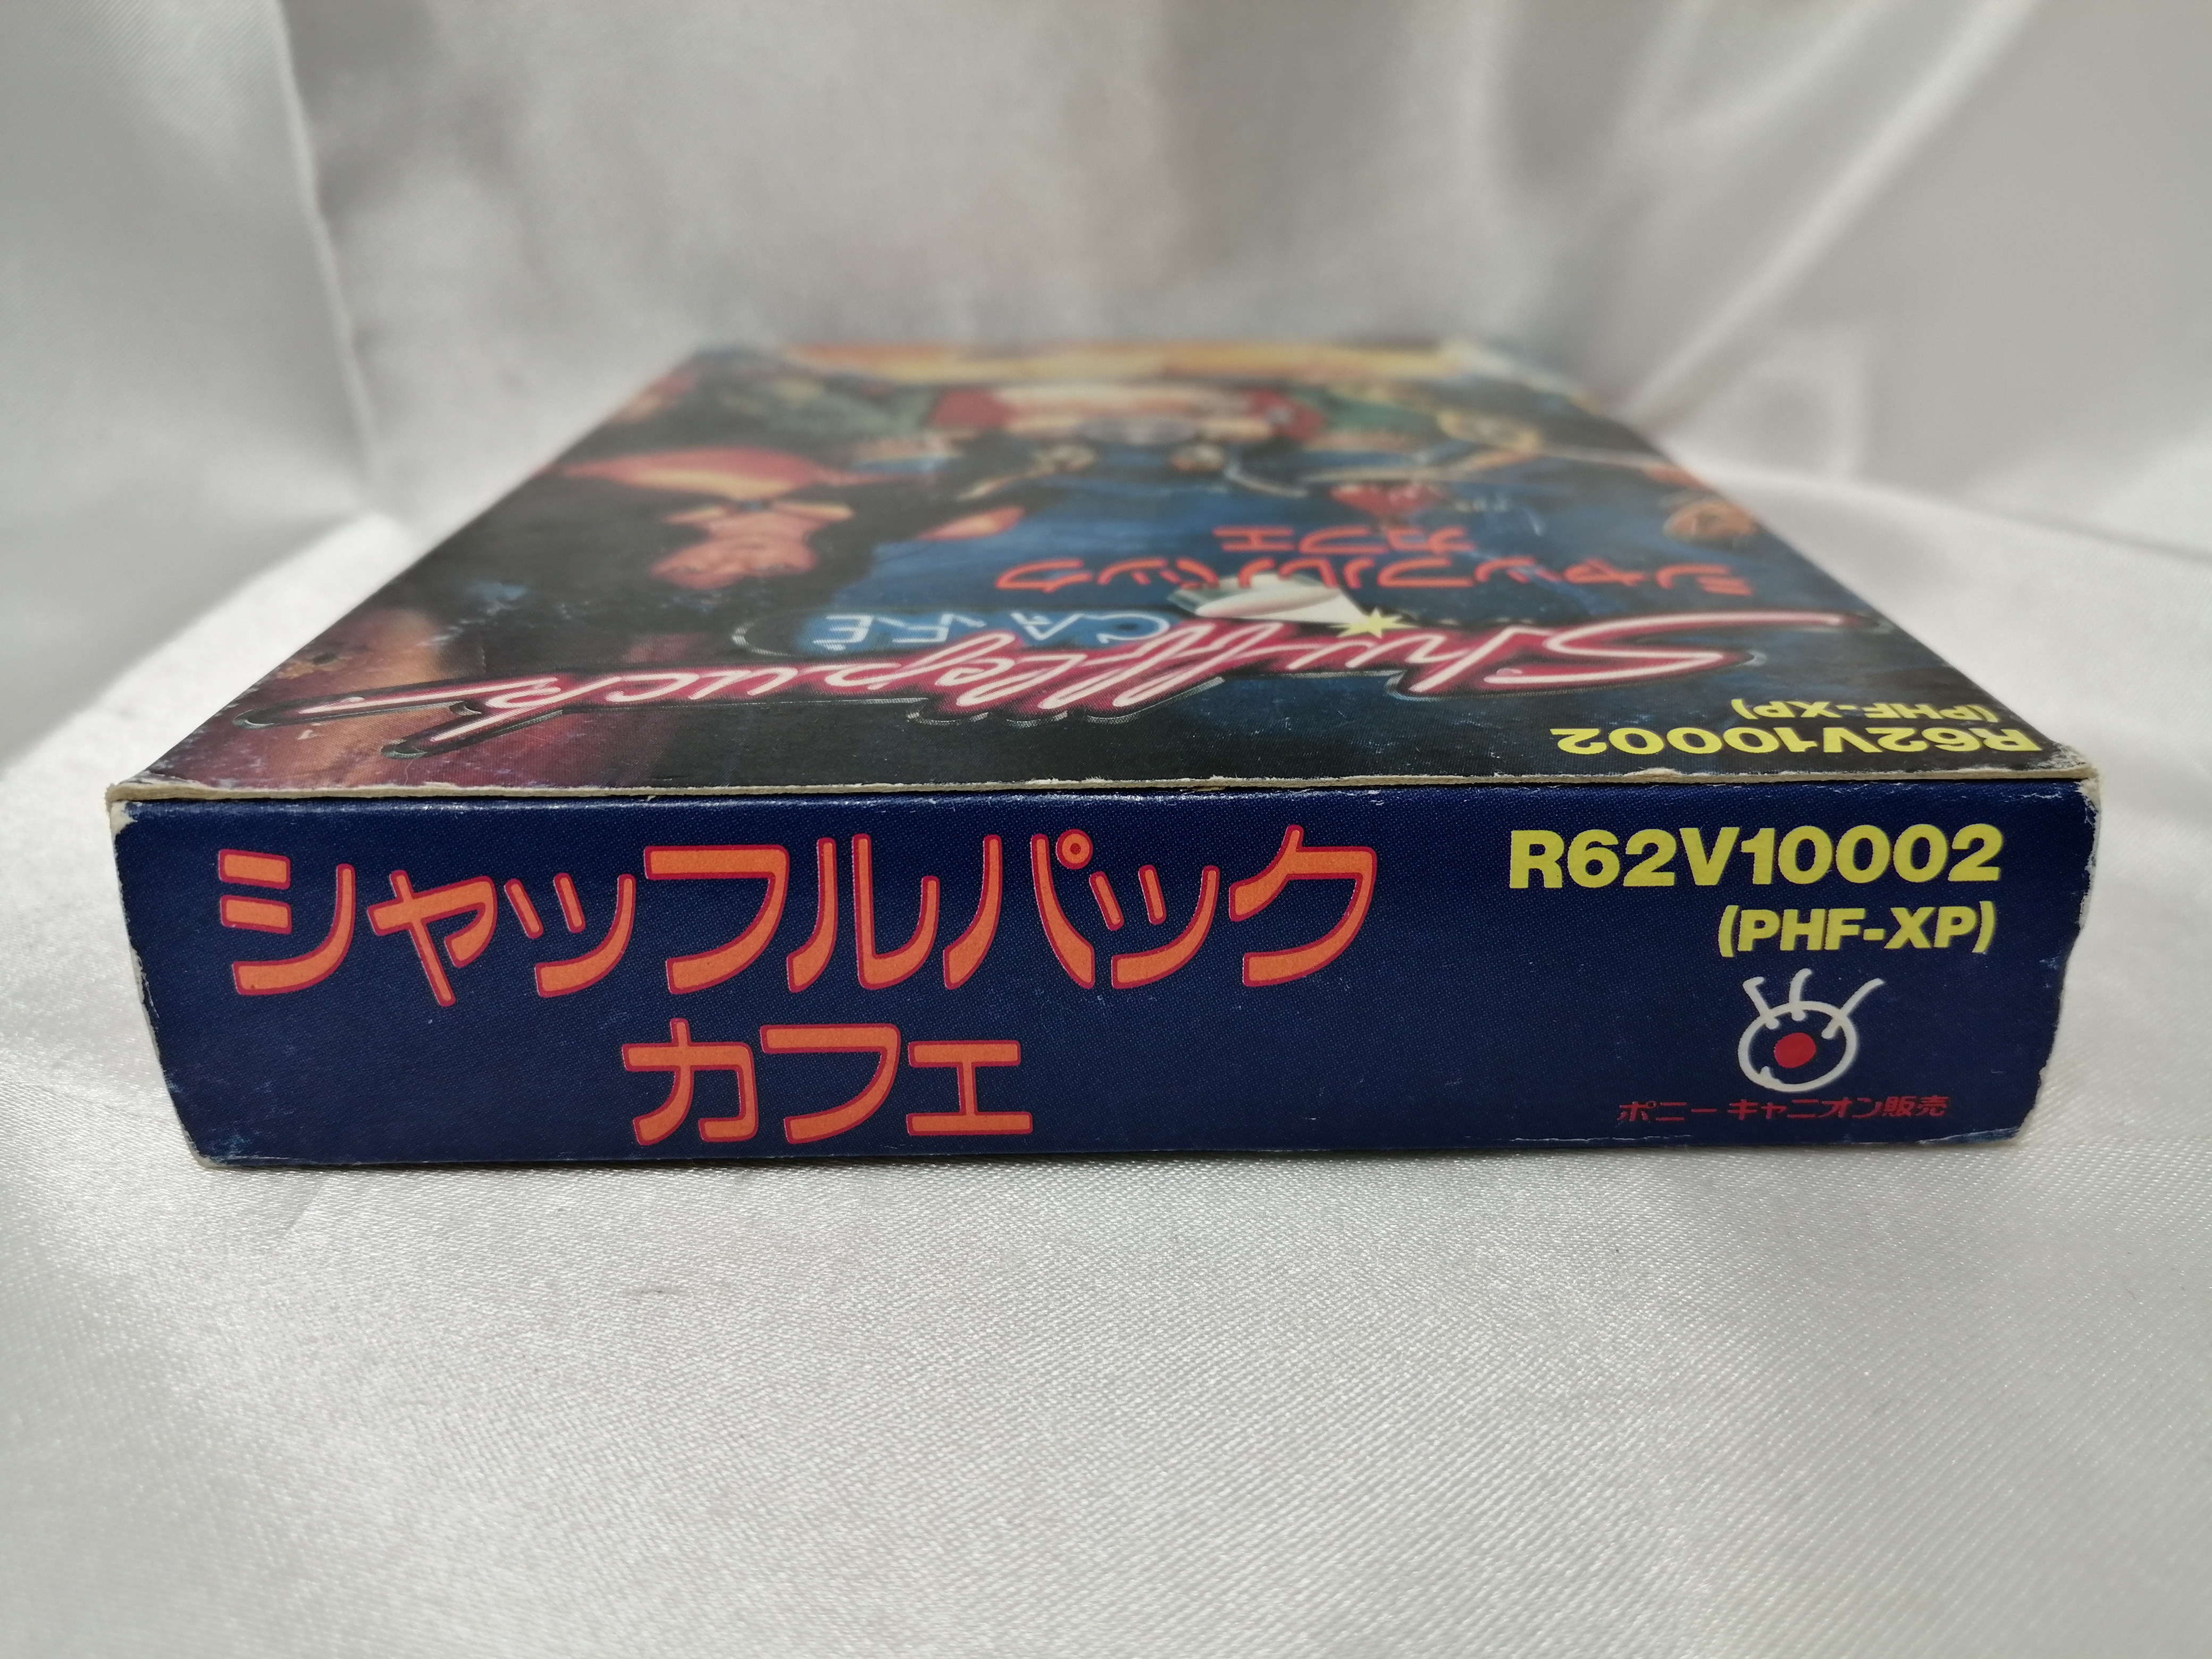 R62V10002
(PHF-XP)
Shufflepuck
CAFE
シャッフルパック
カフェ
シャッフルパック
カフェ
R62V10002
(PHF-XP)
ポニーキャニオン販売